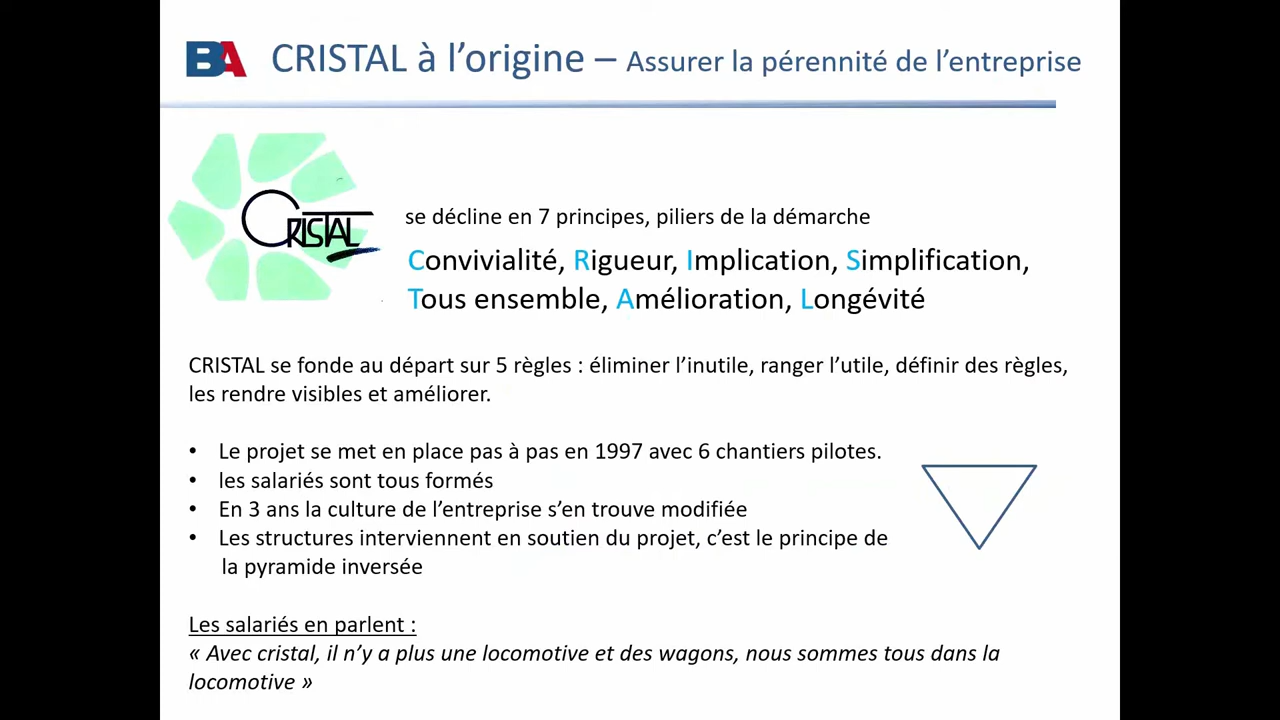 BA CRISTAL à l’origine – Assurer la pérennité de l’entreprise
CRISTAL
se décline en 7 principes, piliers de la démarche
Convivialité, Rigueur, Implication, Simplification,
Tous ensemble, Amélioration, Longévité
CRISTAL se fonde au départ sur 5 règles : éliminer l’inutile, ranger l’utile, définir des règles,
les rendre visibles et améliorer.
• Le projet se met en place pas à pas en 1997 avec 6 chantiers pilotes.
• les salariés sont tous formés
• En 3 ans la culture de l’entreprise s’en trouve modifiée
• Les structures interviennent en soutien du projet, c’est le principe de
la pyramide inversée
Les salariés en parlent :
« Avec cristal, il n’y a plus une locomotive et des wagons, nous sommes tous dans la
locomotive »